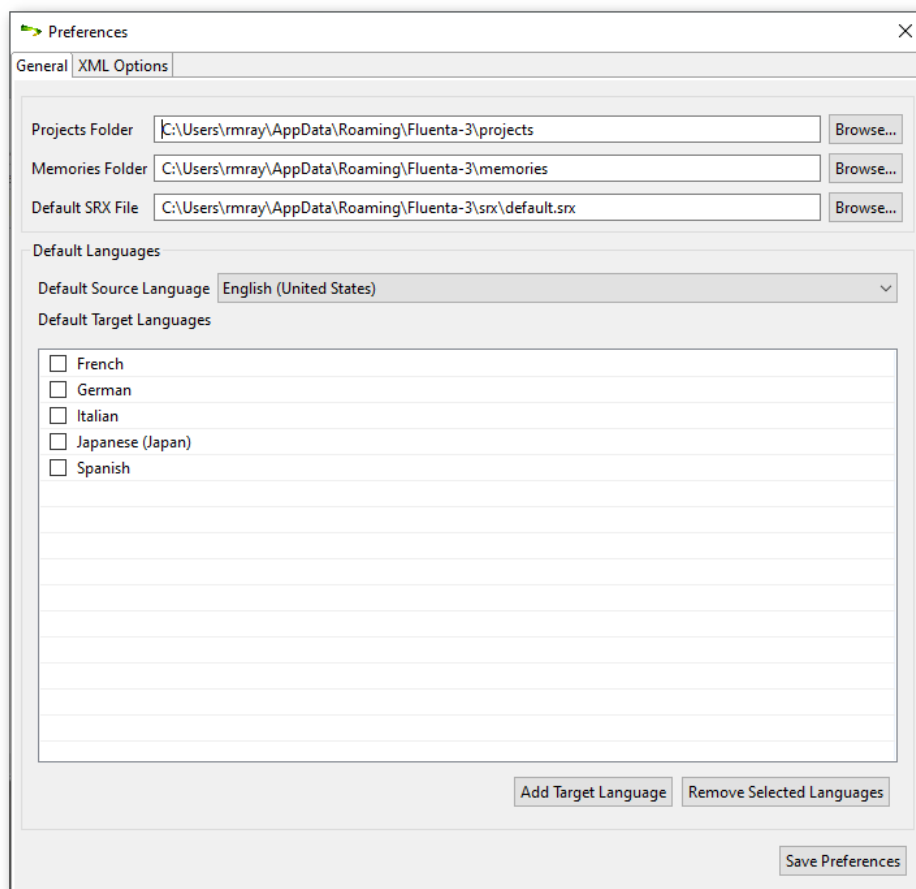 Preferences
General XML Options
Projects Folder C:\Users\rmray\AppData\Roaming\Fluenta-3\projects Browse...
Memories Folder C:\Users\rmray\AppData\Roaming\Fluenta-3\memories Browse...
Default SRX File C:\Users\rmray\AppData\Roaming\Fluenta-3\srx\default.srx Browse...
Default Languages
Default Source Language English (United States)
Default Target Languages
French
German
Italian
Japanese (Japan)
Spanish
Add Target Language Remove Selected Languages
Save Preferences